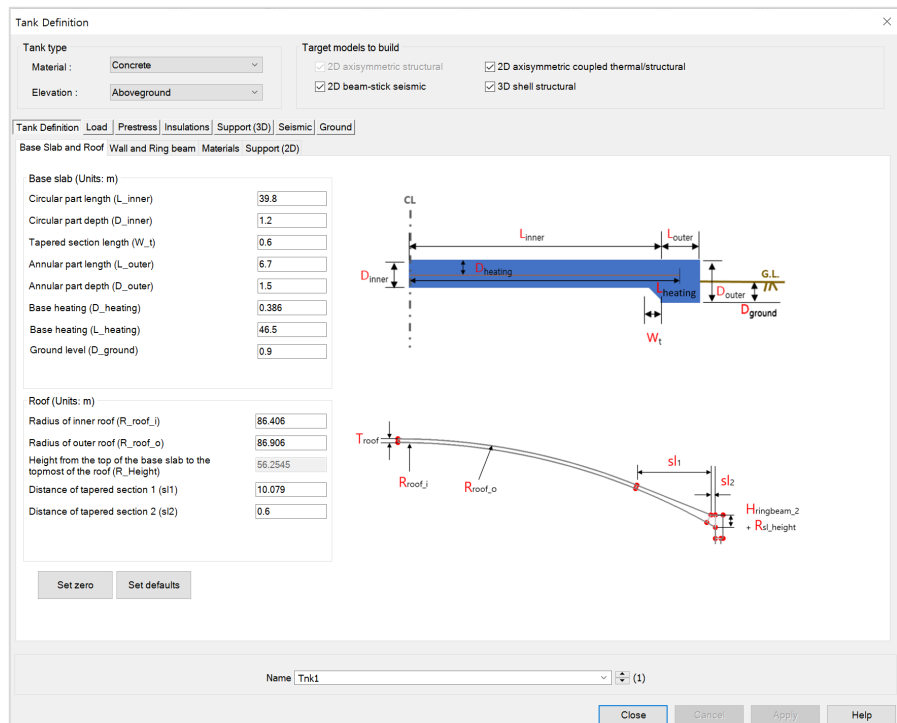 Tank Definition
Tank type
Material :
Concrete
Elevation :
Aboveground
Target models to build
2D axisymmetric structural
2D axisymmetric coupled thermal/structural
2D beam-stick seismic
3D shell structural
Tank Definition Load Prestress Insulations Support (3D) Seismic Ground
Base Slab and Roof Wall and Ring beam Materials Support (2D)
Base slab (Units: m)
Circular part length (L_inner) 39.8
Circular part depth (D_inner) 1.2
Tapered section length (W_t) 0.6
Annular part length (L_outer) 6.7
Annular part depth (D_outer) 1.5
Base heating (D_heating) 0.386
Base heating (L_heating) 46.5
Ground level (D_ground) 0.9
CL
Linner
Louter
Dinner
Dheating
Lheating
Douter
G.L.
Dground
Wt
Roof (Units: m)
Radius of inner roof (R_roof_i) 86.406
Radius of outer roof (R_roof_o) 86.906
Height from the top of the base slab to the
topmost of the roof (R_Height) 56.2545
Distance of tapered section 1 (sl1) 10.079
Distance of tapered section 2 (sl2) 0.6
Troof
Rroof_i
Rroof_o
sl1
sl2
Hringbeam_2
+ Rsl_height
Set zero
Set defaults
Name Tnk1 (1)
Close Cancel Apply Help